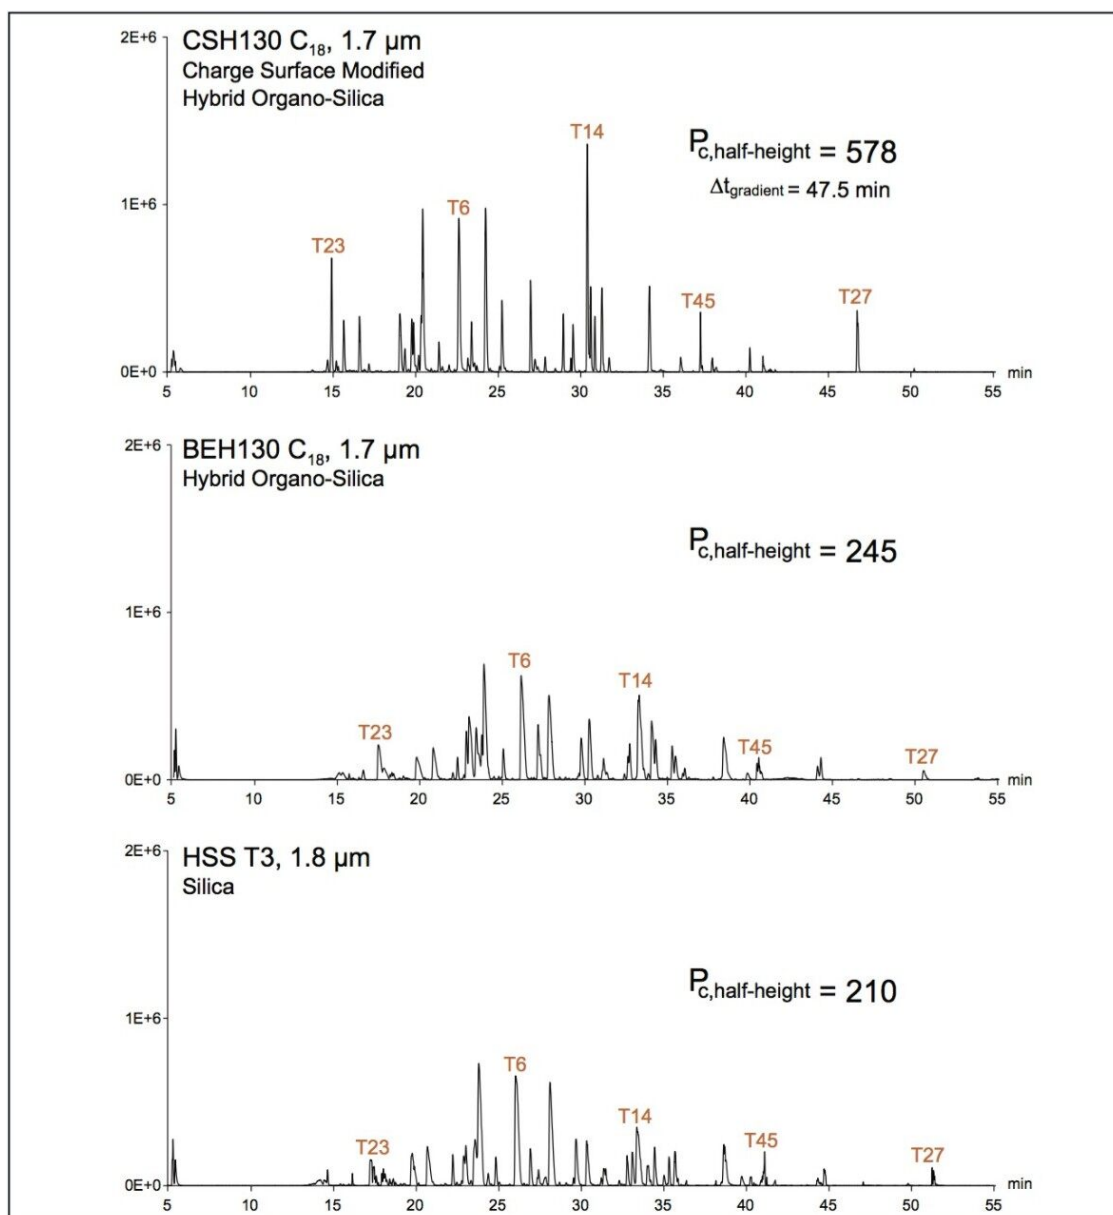 CSH130 C18, 1.7 µm
Charge Surface Modified
Hybrid Organo-Silica
2E+6
1E+6
0E+0
T23
T6
T14
T45
T27
Pc,half-height = 578
Δtgradient = 47.5 min
5 10 15 20 25 30 35 40 45 50 55 min
BEH130 C18, 1.7 µm
Hybrid Organo-Silica
2E+6
1E+6
0E+0
T23
T6
T14
T45
T27
Pc,half-height = 245
5 10 15 20 25 30 35 40 45 50 55 min
HSS T3, 1.8 µm
Silica
2E+6
1E+6
0E+0
T23
T6
T14
T45
T27
Pc,half-height = 210
5 10 15 20 25 30 35 40 45 50 55 min